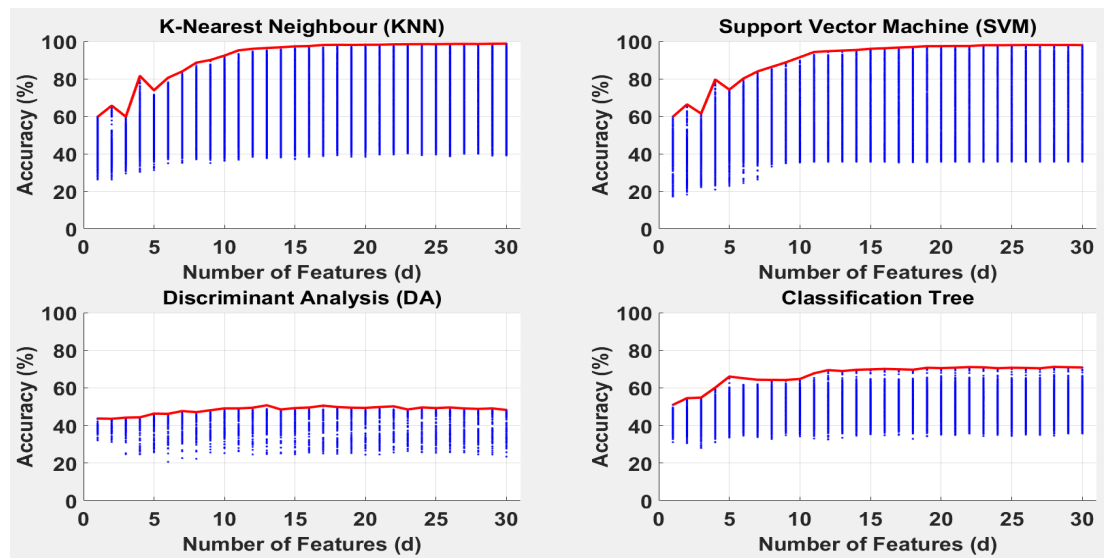 K-Nearest Neighbour (KNN)
Accuracy (%)
100
80
60
40
20
0
0 5 10 15 20 25 30
Number of Features (d)
Support Vector Machine (SVM)
Accuracy (%)
100
80
60
40
20
0
0 5 10 15 20 25 30
Number of Features (d)
Discriminant Analysis (DA)
Accuracy (%)
100
80
60
40
20
0
0 5 10 15 20 25 30
Number of Features (d)
Classification Tree
Accuracy (%)
100
80
60
40
20
0
0 5 10 15 20 25 30
Number of Features (d)